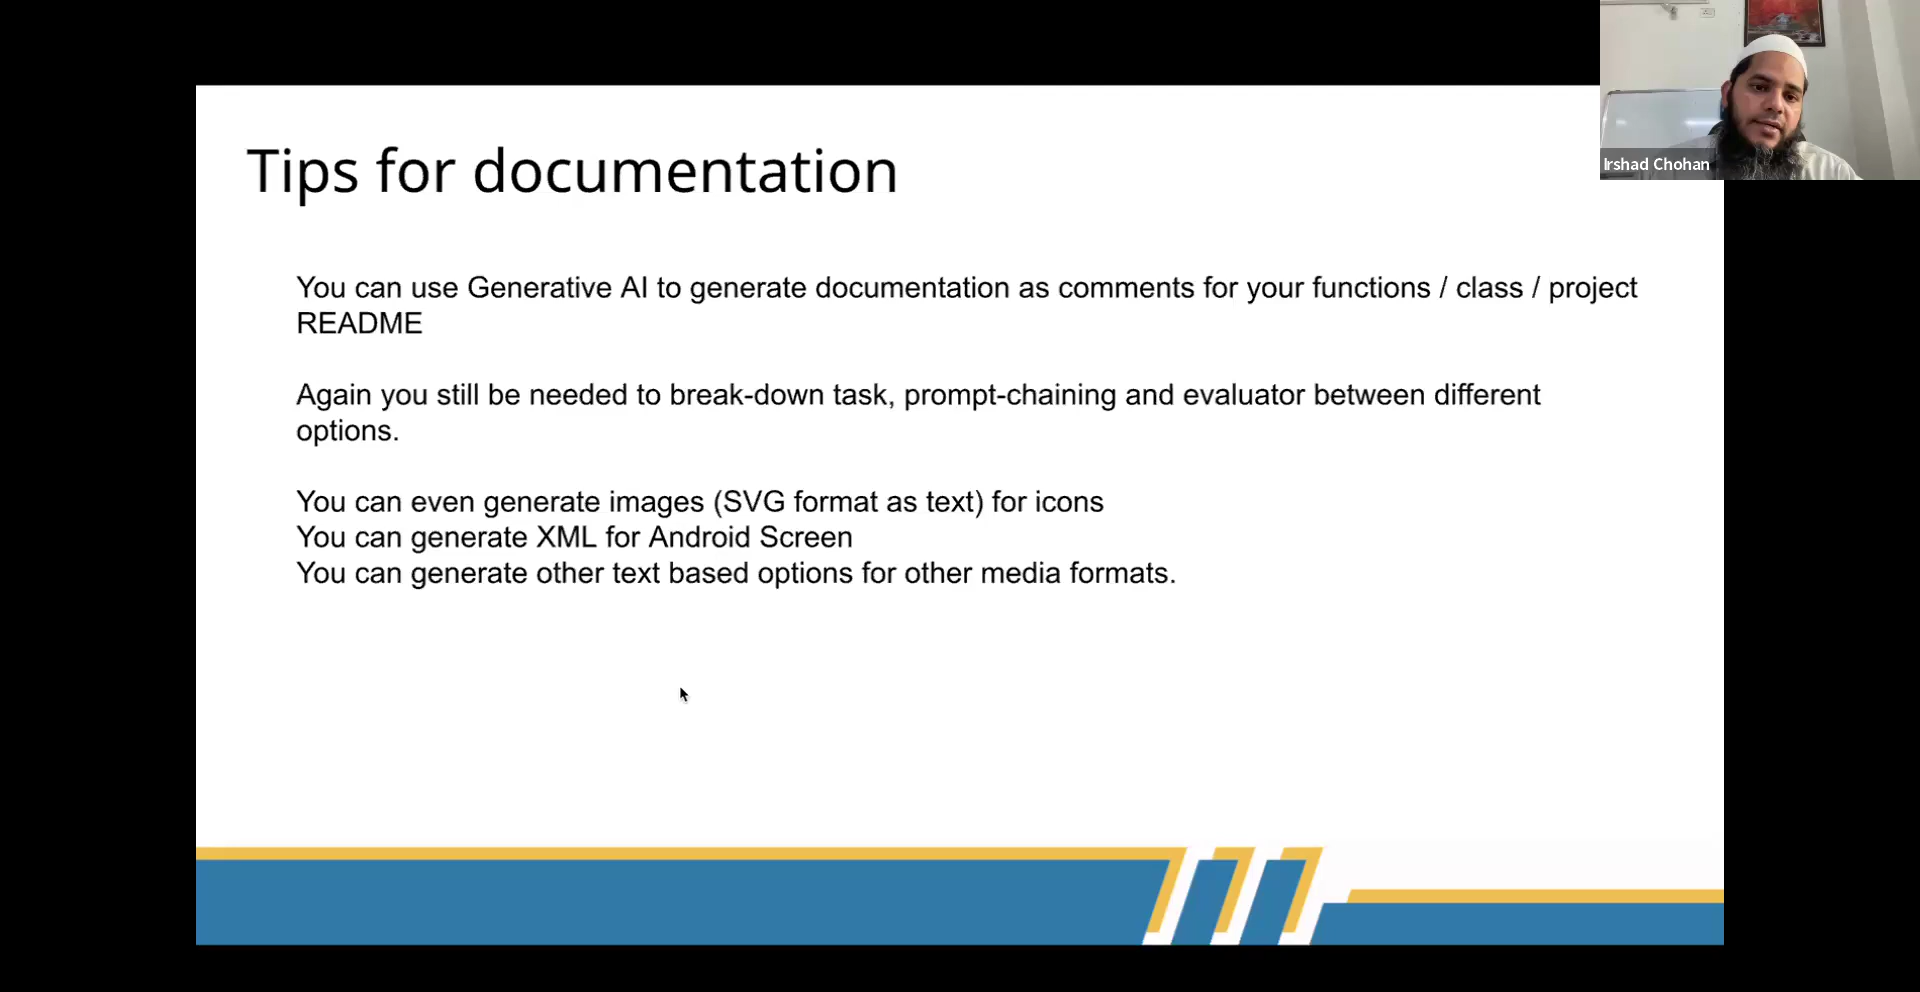 Tips for documentation
You can use Generative AI to generate documentation as comments for your functions / class / project
README
Again you still be needed to break-down task, prompt-chaining and evaluator between different
options.
You can even generate images (SVG format as text) for icons
You can generate XML for Android Screen
You can generate other text based options for other media formats.
Irshad Chohan